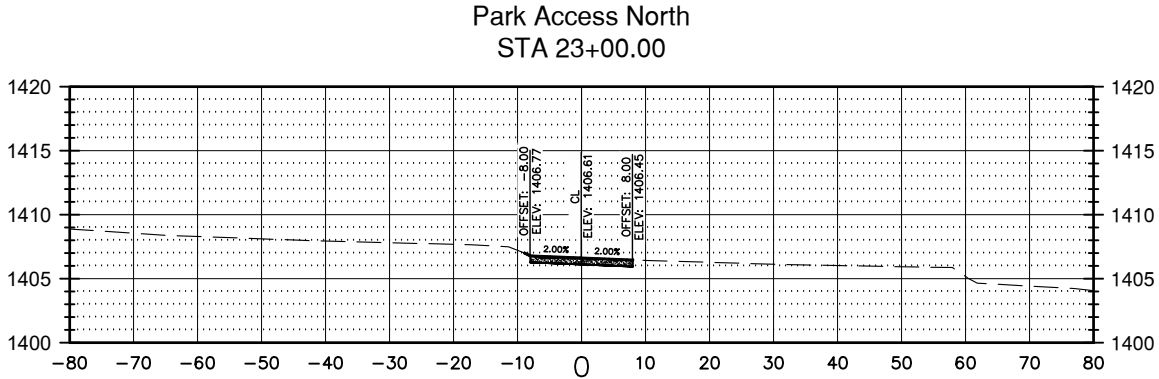 Park Access North
STA 23+00.00
1420 1420
1415 1415
1410 1410
1405 1405
1400 1400
OFFSET: -8.00
ELEV: 1406.77
CL
ELEV: 1406.61
OFFSET: 8.00
ELEV: 1406.45
2.00% 2.00%
-80 -70 -60 -50 -40 -30 -20 -10 0 10 20 30 40 50 60 70 80